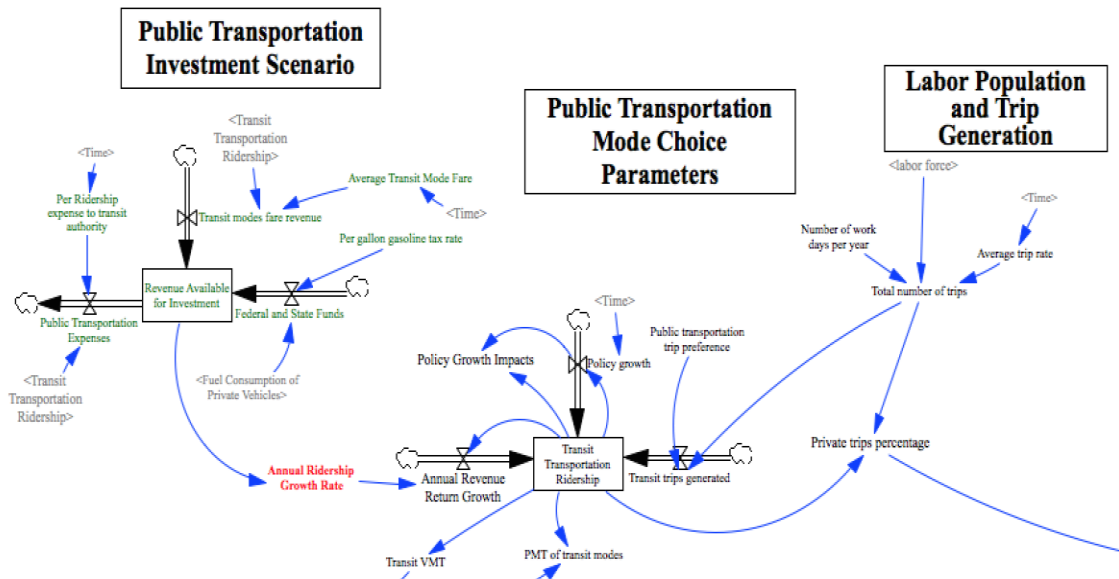 Public Transportation
Investment Scenario
Public Transportation
Mode Choice
Parameters
Labor Population
and Trip
Generation
<Transit
Transportation
Ridership>
<Time>
Per Ridership
expense to transit
authority
Average Transit Mode Fare
Transit modes fare revenue
<Time>
Per gallon gasoline tax rate
Revenue Available
for Investment
Federal and State Funds
Public Transportation
Expenses
<Transit
Transportation
Ridership>
<Fuel Consumption of
Private Vehicles>
Annual Ridership
Growth Rate
<labor force>
<Time>
Number of work
days per year
Average trip rate
Total number of trips
<Time>
Public transportation
trip preference
Policy Growth Impacts
Policy growth
Private trips percentage
Annual Revenue
Return Growth
Transit
Transportation
Ridership
Transit trips generated
Transit VMT
PMT of transit modes